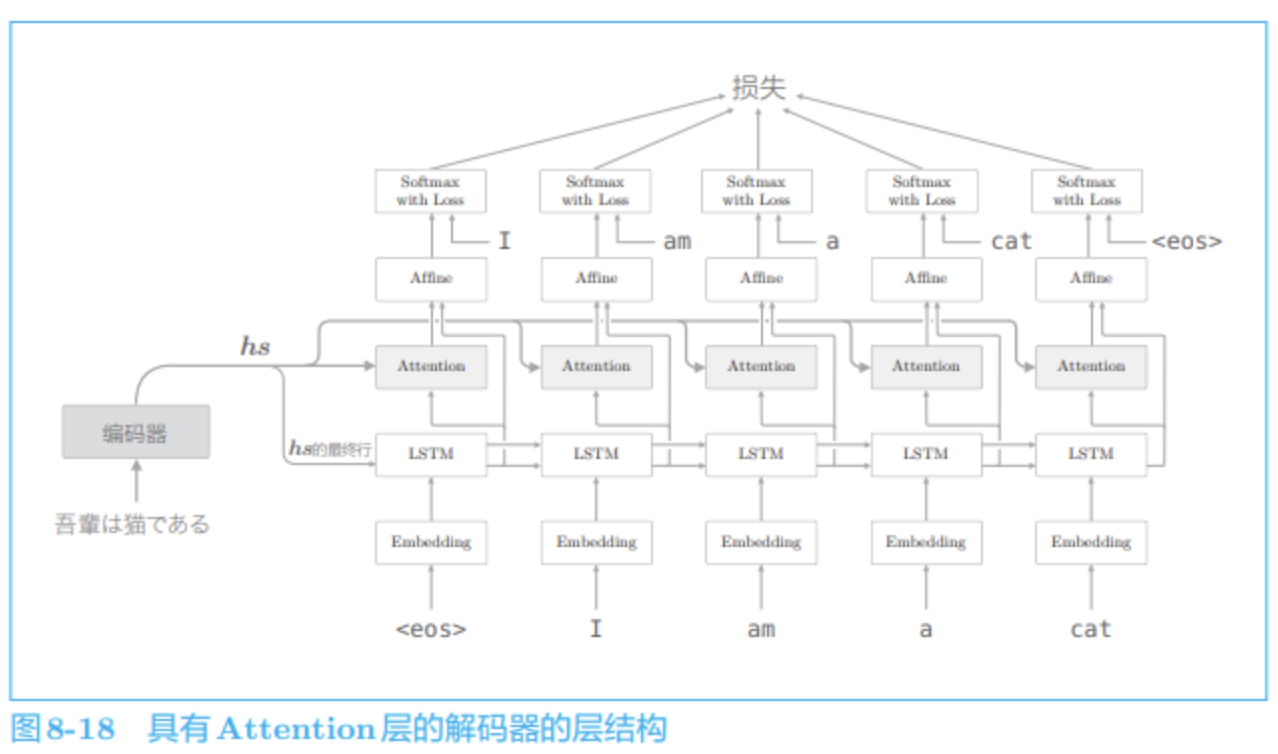 损失
Softmax with Loss
Softmax with Loss
Softmax with Loss
Softmax with Loss
Softmax with Loss
I
am
a
cat
<eos>
Affine
Affine
Affine
Affine
Affine
hs
Attention
Attention
Attention
Attention
Attention
编码器
hs的最终行
LSTM
LSTM
LSTM
LSTM
LSTM
吾輩は猫である
Embedding
Embedding
Embedding
Embedding
Embedding
<eos>
I
am
a
cat
图8-18 具有Attention层的解码器的层结构